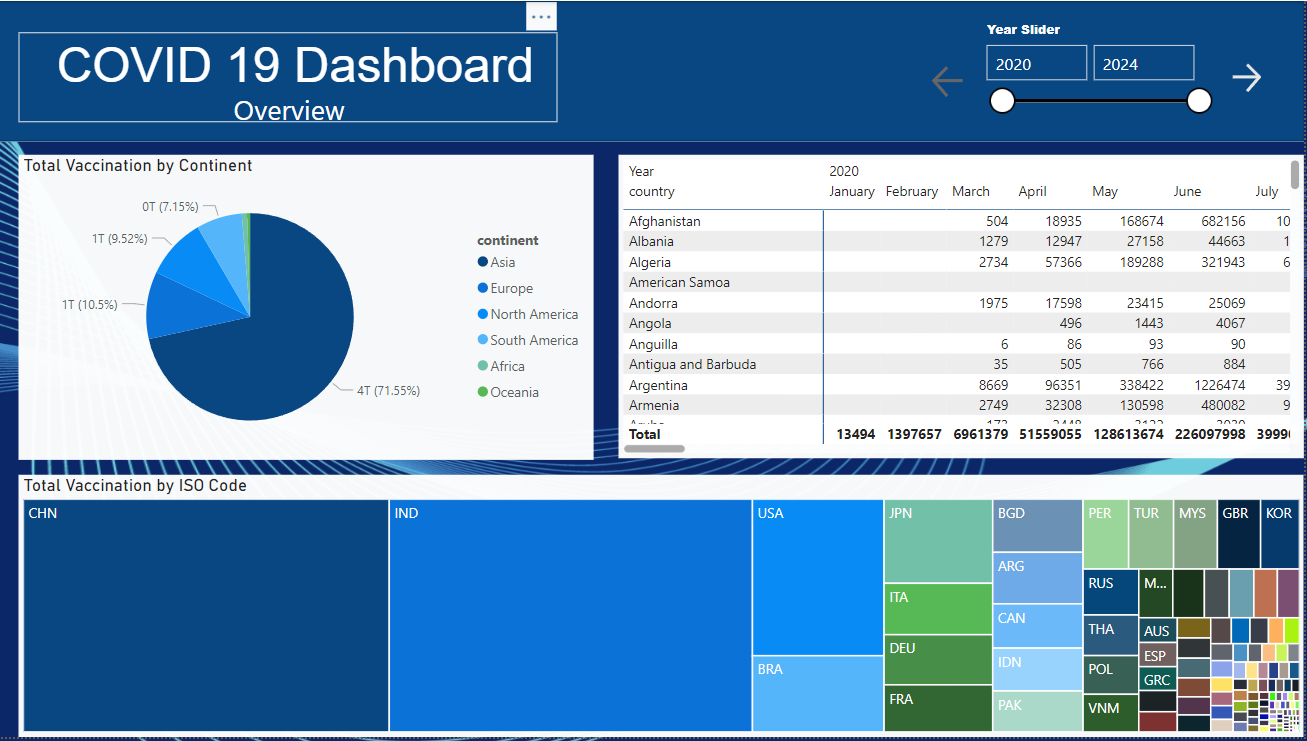 COVID 19 Dashboard
Overview
Year Slider
2020 2024
Total Vaccination by Continent
0T (7.15%)
1T (9.52%)
1T (10.5%)
4T (71.55%)
continent
Asia
Europe
North America
South America
Africa
Oceania
Year 2020
country January February March April May June July
Afghanistan 504 18935 168674 682156 10
Albania 1279 12947 27158 44663 1
Algeria 2734 57366 189288 321943 6
American Samoa
Andorra 1975 17598 23415 25069
Angola 496 1443 4067
Anguilla 6 86 93 90
Antigua and Barbuda 35 505 766 884
Argentina 8669 96351 338422 1226474 39
Armenia 2749 32308 130598 480082 9
Total 13494 1397657 6961379 51559055 128613674 226097998 3999
Total Vaccination by ISO Code
CHN
IND
USA
BRA
JPN
ITA
DEU
FRA
BGD
ARG
CAN
IDN
PAK
PER
TUR
MYS
GBR
KOR
RUS
THA
POL
VNM
M...
AUS
ESP
GRC